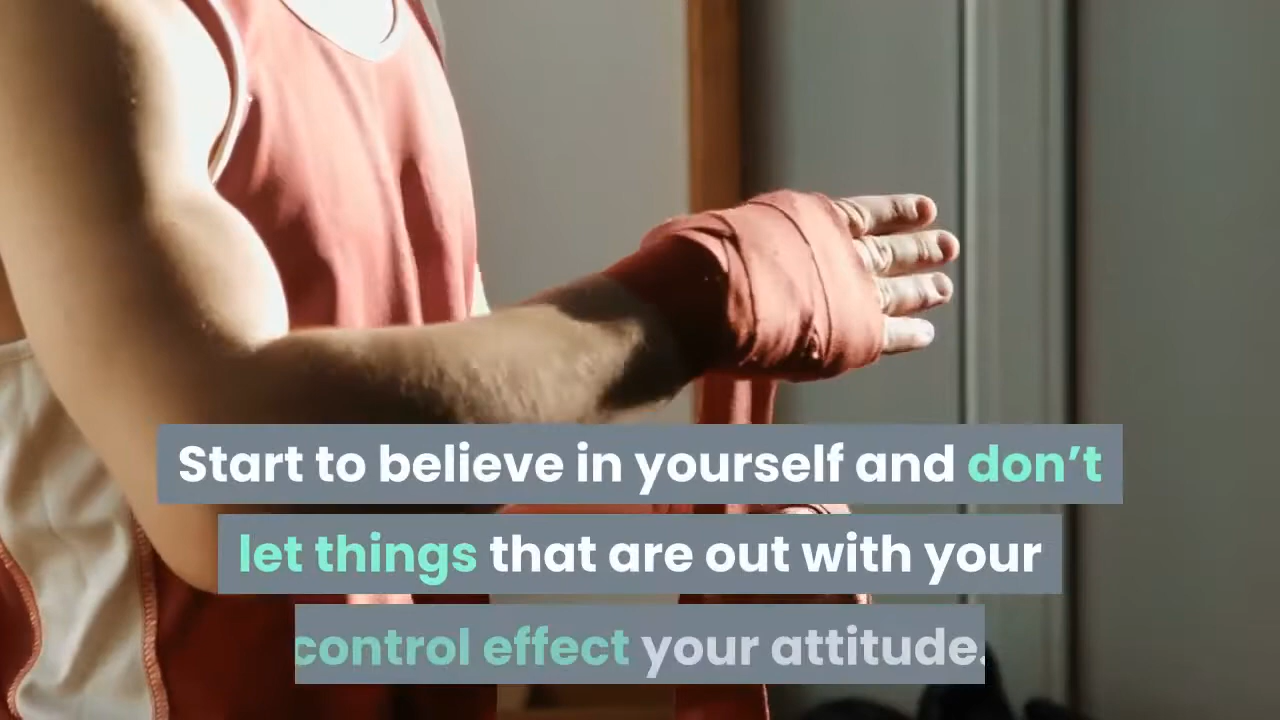 Start to believe in yourself and don’t
let things that are out with your
control effect your attitude.